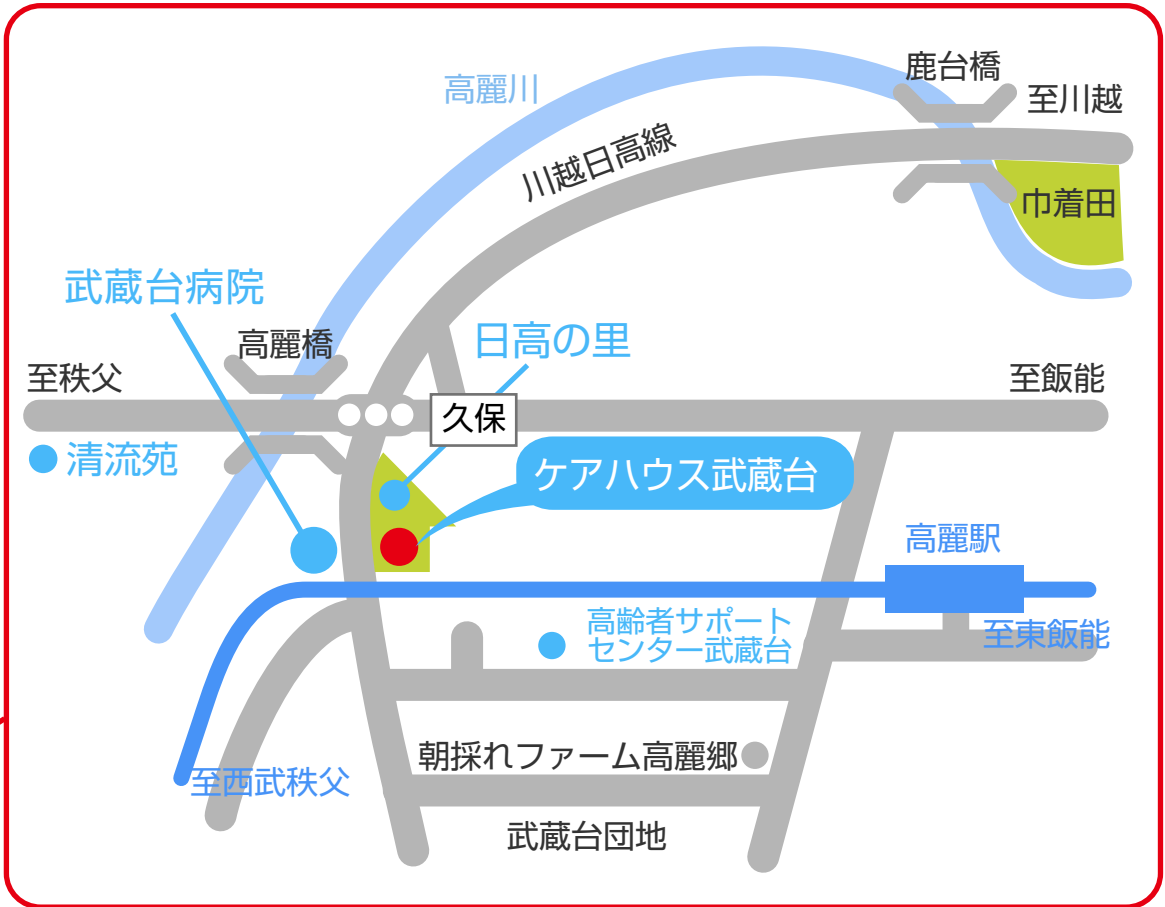 鹿台橋
高麗川
至川越
川越日高線
巾着田
武蔵台病院
高麗橋
日高の里
至秩父
至飯能
久保
清流苑
ケアハウス武蔵台
高麗駅
高齢者サポート
センター武蔵台
至東飯能
朝採れファーム高麗郷
至西武秩父
武蔵台団地